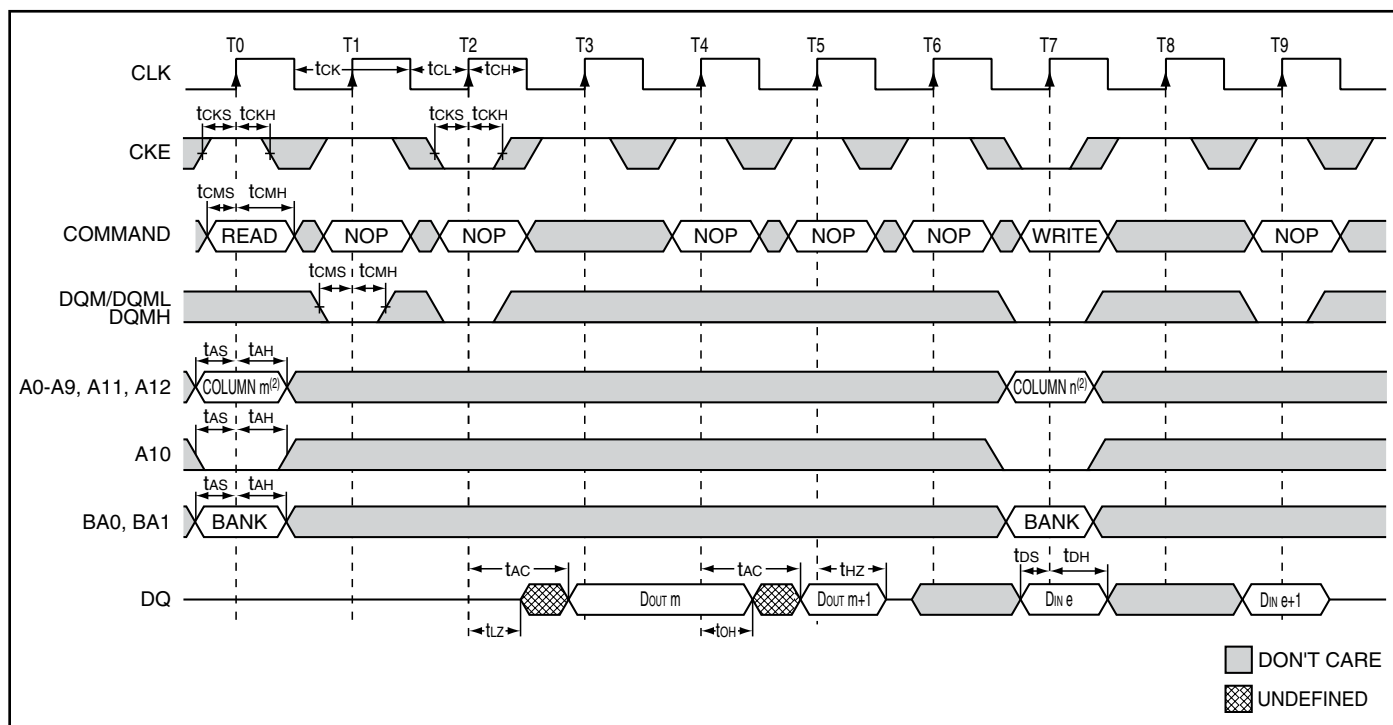 T0 T1 T2 T3 T4 T5 T6 T7 T8 T9
CLK tCK tCL tCH
tCKS tCKH tCKS tCKH
CKE
tCMS tCMH
COMMAND READ NOP NOP NOP NOP NOP WRITE NOP
tCMS tCMH
DQM/DQML
DQMH
tAS tAH
A0-A9, A11, A12 COLUMN m(2) COLUMN n(2)
tAS tAH
A10
tAS tAH
BA0, BA1 BANK BANK
tAC tAC tHZ tDS tDH
DQ DOUT m DOUT m+1 DIN e DIN e+1
tLZ tOH
DON'T CARE
UNDEFINED